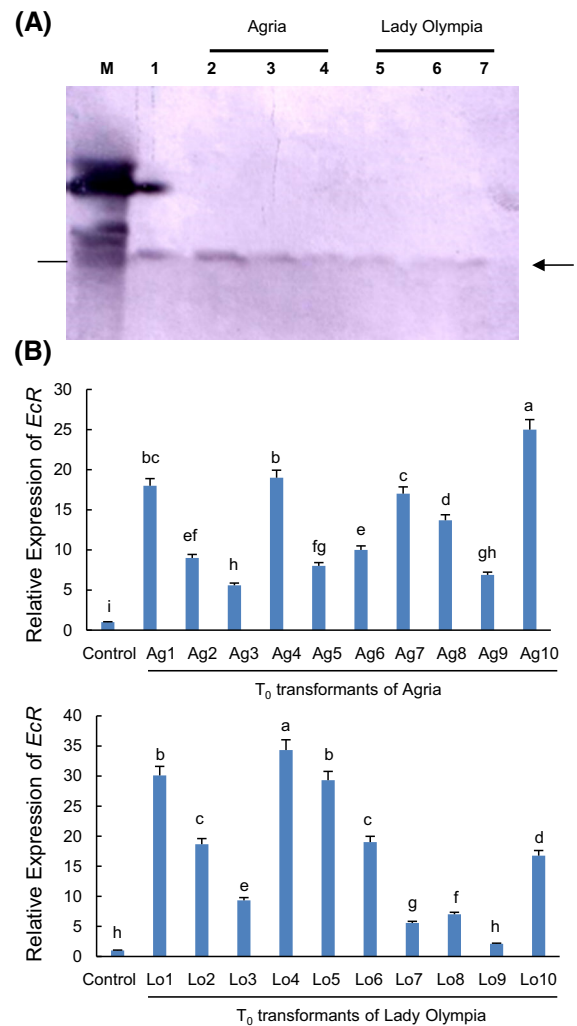 (A)
Agria Lady Olympia
M 1 2 3 4 5 6 7
(B)
Relative Expression of EcR
30
25
20
15
10
5
0
i bc ef h b fg e c d gh a
Control Ag1 Ag2 Ag3 Ag4 Ag5 Ag6 Ag7 Ag8 Ag9 Ag10
T₀ transformants of Agria
Relative Expression of EcR
40
35
30
25
20
15
10
5
0
h b c e a b c g f h d
Control Lo1 Lo2 Lo3 Lo4 Lo5 Lo6 Lo7 Lo8 Lo9 Lo10
T₀ transformants of Lady Olympia